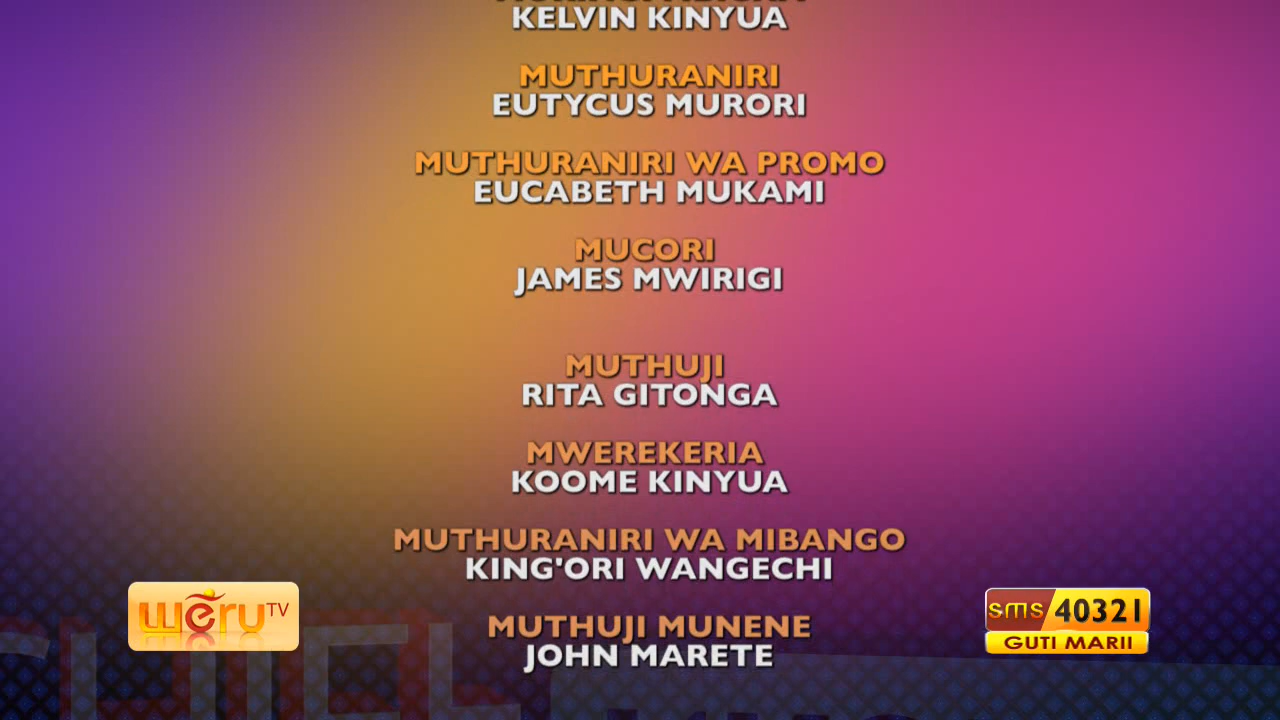 KELVIN KINYUA
MUTHURANIRI
EUTYCUS MURORI
MUTHURANIRI WA PROMO
EUCABETH MUKAMI
MUCORI
JAMES MWIRIGI
MUTHUJI
RITA GITONGA
MWEREKERIA
KOOME KINYUA
MUTHURANIRI WA MIBANGO
KING'ORI WANGECHI
MUTHUJI MUNENE
JOHN MARETE
weru TV
sms 40321
GUTI MARII